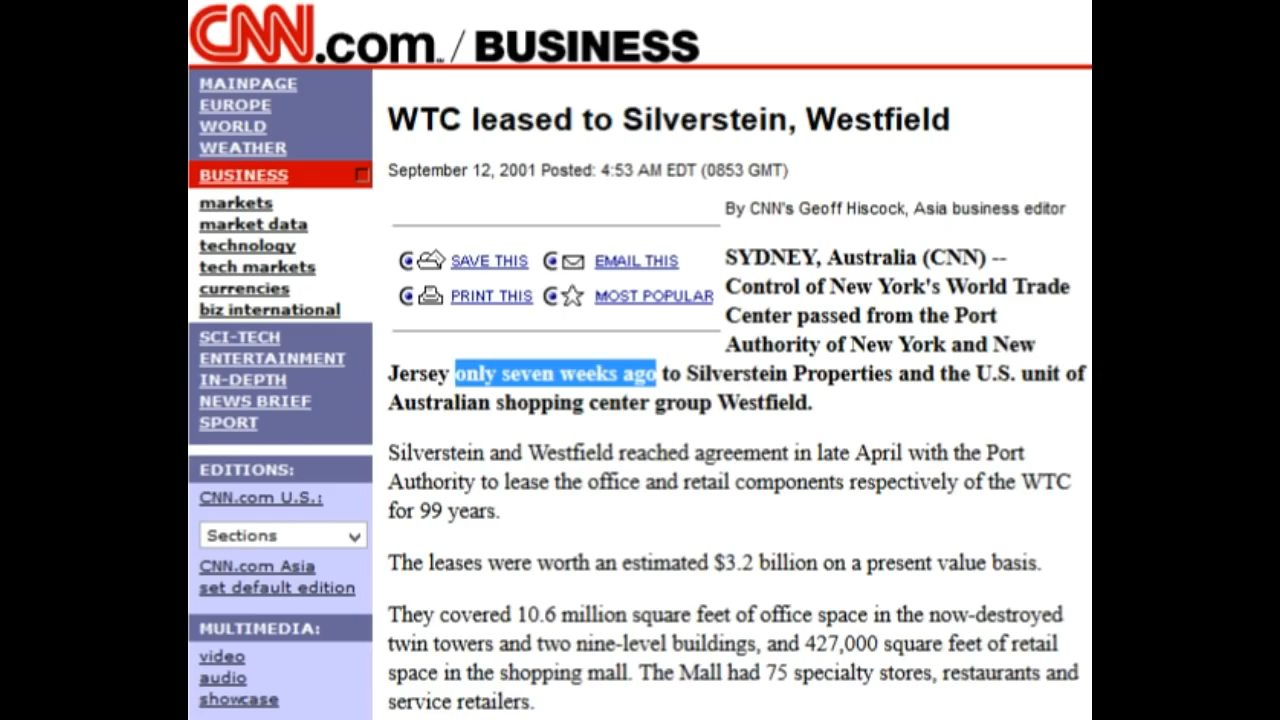 CNN.com / BUSINESS
MAINPAGE
EUROPE
WORLD
WEATHER
BUSINESS
markets
market data
technology
tech markets
currencies
biz international
SCI-TECH
ENTERTAINMENT
IN-DEPTH
NEWS BRIEF
SPORT
EDITIONS:
CNN.com U.S.:
Sections
CNN.com Asia
set default edition
MULTIMEDIA:
video
audio
showcase
WTC leased to Silverstein, Westfield
September 12, 2001 Posted: 4:53 AM EDT (0853 GMT)
By CNN's Geoff Hiscock, Asia business editor
SAVE THIS EMAIL THIS
PRINT THIS MOST POPULAR
SYDNEY, Australia (CNN) --
Control of New York's World Trade
Center passed from the Port
Authority of New York and New
Jersey only seven weeks ago to Silverstein Properties and the U.S. unit of
Australian shopping center group Westfield.
Silverstein and Westfield reached agreement in late April with the Port
Authority to lease the office and retail components respectively of the WTC
for 99 years.
The leases were worth an estimated $3.2 billion on a present value basis.
They covered 10.6 million square feet of office space in the now-destroyed
twin towers and two nine-level buildings, and 427,000 square feet of retail
space in the shopping mall. The Mall had 75 specialty stores, restaurants and
service retailers.